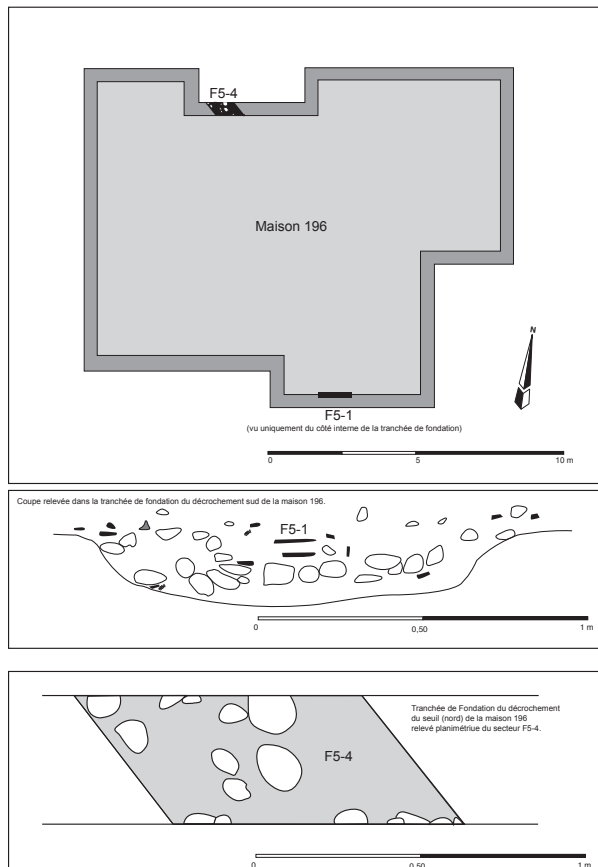 F5-4
Maison 196
N
F5-1
(vu uniquement du côté interne de la tranchée de fondation)
0 5 10 m
Coupe relevée dans la tranchée de fondation du décrochement sud de la maison 196.
F5-1
0 0,50 1 m
Tranchée de Fondation du décrochement
du seuil (nord) de la maison 196
relevé planimétriue du secteur F5-4.
F5-4
0 0,50 1 m